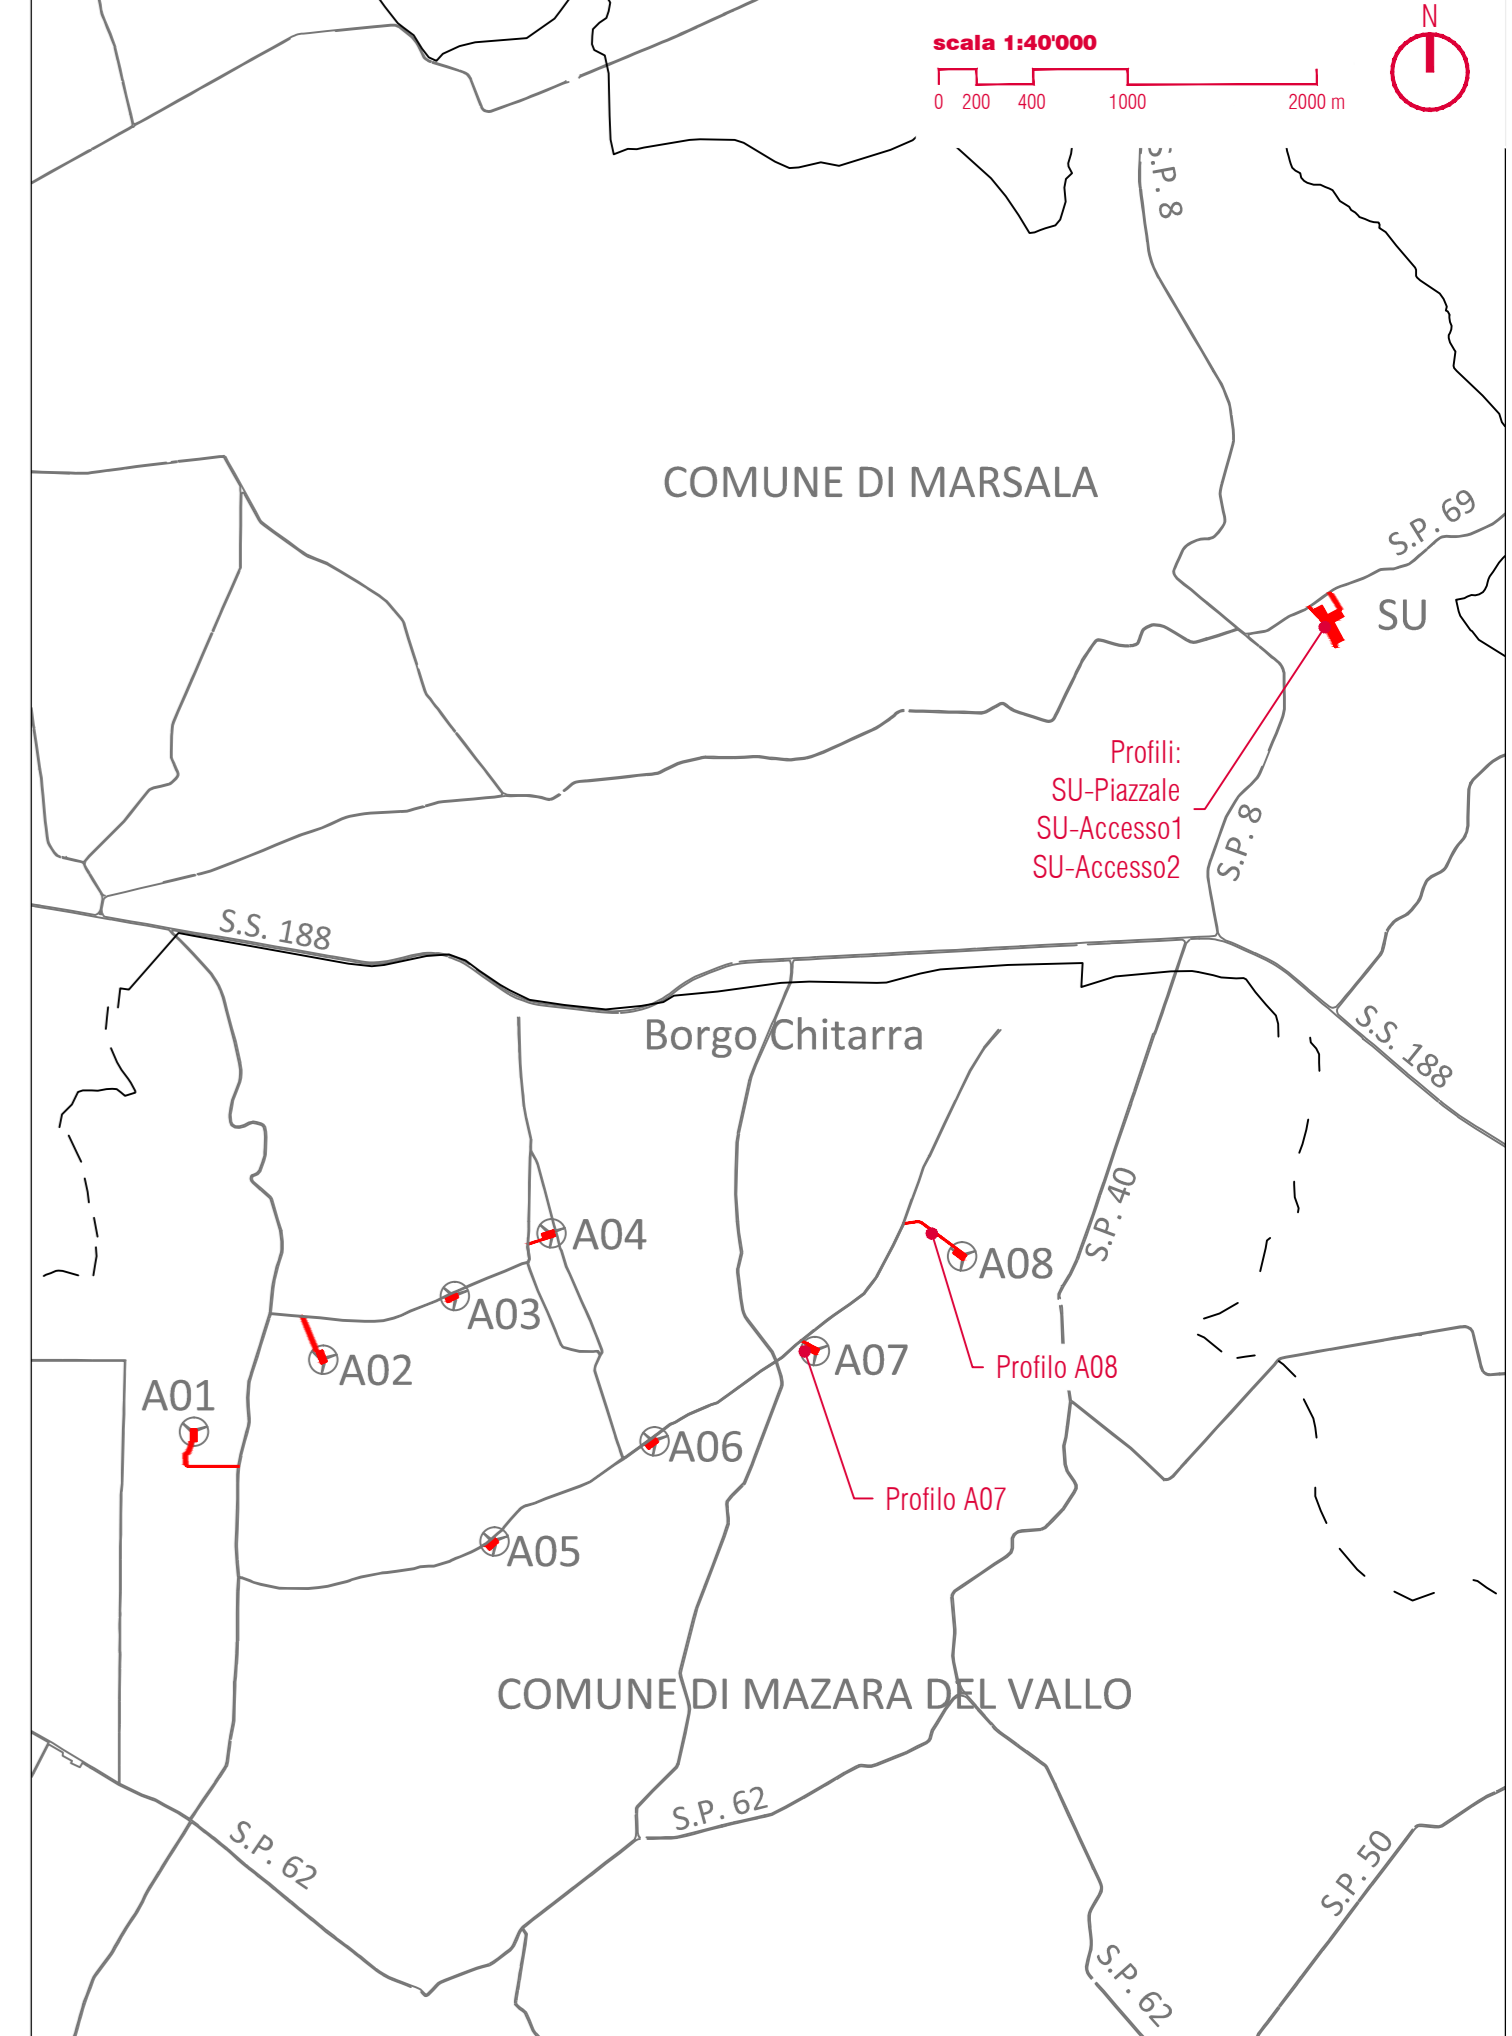 N
scala 1:40'000
0 200 400 1000 2000 m
S.P. 8
COMUNE DI MARSALA
S.P. 69
SU
Profili:
SU-Piazzale
SU-Accesso1
SU-Accesso2
S.P. 8
S.S. 188
Borgo Chitarra
S.S. 188
S.P. 40
A04
A08
A03
A02
A07
Profilo A08
A01
A06
Profilo A07
A05
COMUNE DI MAZARA DEL VALLO
S.P. 62
S.P. 62
S.P. 50
S.P. 62